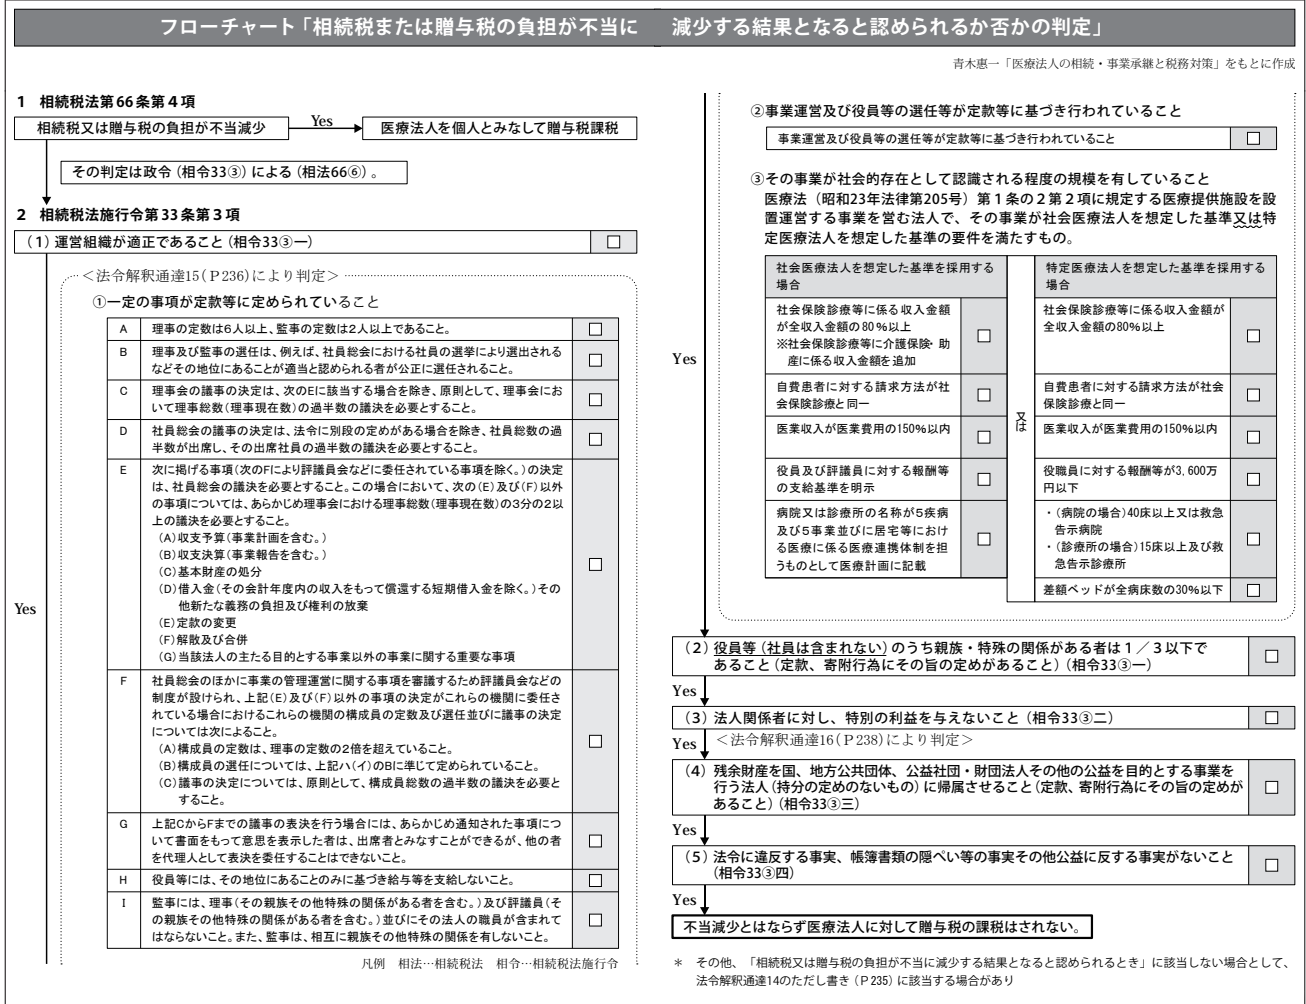 フローチャート「相続税または贈与税の負担が不当に 減少する結果となると認められるか否かの判定」
青木惠一「医療法人の相続・事業承継と税務対策」をもとに作成
1 相続税法第66条第4項
相続税又は贈与税の負担が不当減少
Yes
医療法人を個人とみなして贈与税課税
その判定は政令(相令33③)による(相法66⑥)。
2 相続税法施行令第33条第3項
(1)運営組織が適正であること(相令33③一)
＜法令解釈通達15(P236)により判定＞
①一定の事項が定款等に定められていること
A 理事の定数は6人以上、監事の定数は2人以上であること。
B 理事及び監事の選任は、例えば、社員総会における社員の選挙により選出される
などその地位にあることが適当と認められる者が公正に選任されること。
C 理事会の議事の決定は、次のEに該当する場合を除き、原則として、理事会にお
いて理事総数(理事現在数)の過半数の議決を必要とすること。
D 社員総会の議事の決定は、法令に別段の定めがある場合を除き、社員総数の過
半数が出席し、その出席社員の過半数の議決を必要とすること。
E 次に掲げる事項(次のFにより評議員会などに委任されている事項を除く。)の決定
は、社員総会の議決を必要とすること。この場合において、次の(E)及び(F)以外
の事項については、あらかじめ理事会における理事総数(理事現在数)の3分の2以
上の議決を必要とすること。
(A)収支予算(事業計画を含む。)
(B)収支決算(事業報告を含む。)
(C)基本財産の処分
(D)借入金(その会計年度内の収入をもって償還する短期借入金を除く。)その
他新たな義務の負担及び権利の放棄
(E)定款の変更
(F)解散及び合併
(G)当該法人の主たる目的とする事業以外の事業に関する重要な事項
Yes
F 社員総会のほかに事業の管理運営に関する事項を審議するため評議員会などの
制度が設けられ、上記(E)及び(F)以外の事項の決定がこれらの機関に委任さ
れている場合におけるこれらの機関の構成員の定数及び選任並びに議事の決定
については次によること。
(A)構成員の定数は、理事の定数の2倍を超えていること。
(B)構成員の選任については、上記ハ(イ)のBに準じて定められていること。
(C)議事の決定については、原則として、構成員総数の過半数の議決を必要と
すること。
G 上記CからFまでの議事の表決を行う場合には、あらかじめ通知された事項につ
いて書面をもって意思を表示した者は、出席者とみなすことができるが、他の者
を代理人として表決を委任することはできないこと。
H 役員等には、その地位にあることのみに基づき給与等を支給しないこと。
I 監事には、理事(その親族その他特殊の関係がある者を含む。)及び評議員(そ
の親族その他特殊の関係がある者を含む。)並びにその法人の職員が含まれて
はならないこと。また、監事は、相互に親族その他特殊の関係を有しないこと。
凡例 相法…相続税法 相令…相続税法施行令
②事業運営及び役員等の選任等が定款等に基づき行われていること
事業運営及び役員等の選任等が定款等に基づき行われていること
③その事業が社会的存在として認識される程度の規模を有していること
医療法(昭和23年法律第205号)第1条の2第2項に規定する医療提供施設を設
置運営する事業を営む法人で、その事業が社会医療法人を想定した基準又は特
定医療法人を想定した基準の要件を満たすもの。
社会医療法人を想定した基準を採用する
場合
社会保険診療等に係る収入金額
が全収入金額の80%以上
※社会保険診療等に介護保険・助
産に係る収入金額を追加
自費患者に対する請求方法が社
会保険診療と同一
医業収入が医業費用の150%以内
役員及び評議員に対する報酬等
の支給基準を明示
病院又は診療所の名称が5疾病
及び5事業並びに居宅等におけ
る医療に係る医療連携体制を担
うものとして医療計画に記載
又は
特定医療法人を想定した基準を採用する
場合
社会保険診療等に係る収入金額が
全収入金額の80%以上
自費患者に対する請求方法が社会
保険診療と同一
医業収入が医業費用の150%以内
役職員に対する報酬等が3,600万
円以下
・(病院の場合)40床以上又は救急
告示病院
・(診療所の場合)15床以上及び救
急告示診療所
差額ベッドが全病床数の30%以下
Yes
(2)役員等(社員は含まれない)のうち親族・特殊の関係がある者は1／3以下で
あること(定款、寄附行為にその旨の定めがあること)(相令33③一)
Yes
(3)法人関係者に対し、特別の利益を与えないこと(相令33③二)
Yes ＜法令解釈通達16(P238)により判定＞
(4)残余財産を国、地方公共団体、公益社団・財団法人その他の公益を目的とする事業を
行う法人(持分の定めのないもの)に帰属させること(定款、寄附行為にその旨の定めが
あること)(相令33③三)
Yes
(5)法令に違反する事実、帳簿書類の隠ぺい等の事実その他公益に反する事実がないこと
(相令33③四)
Yes
不当減少とはならず医療法人に対して贈与税の課税はされない。
＊ その他、「相続税又は贈与税の負担が不当に減少する結果となると認められるとき」に該当しない場合として、
法令解釈通達14のただし書き(P235)に該当する場合があり